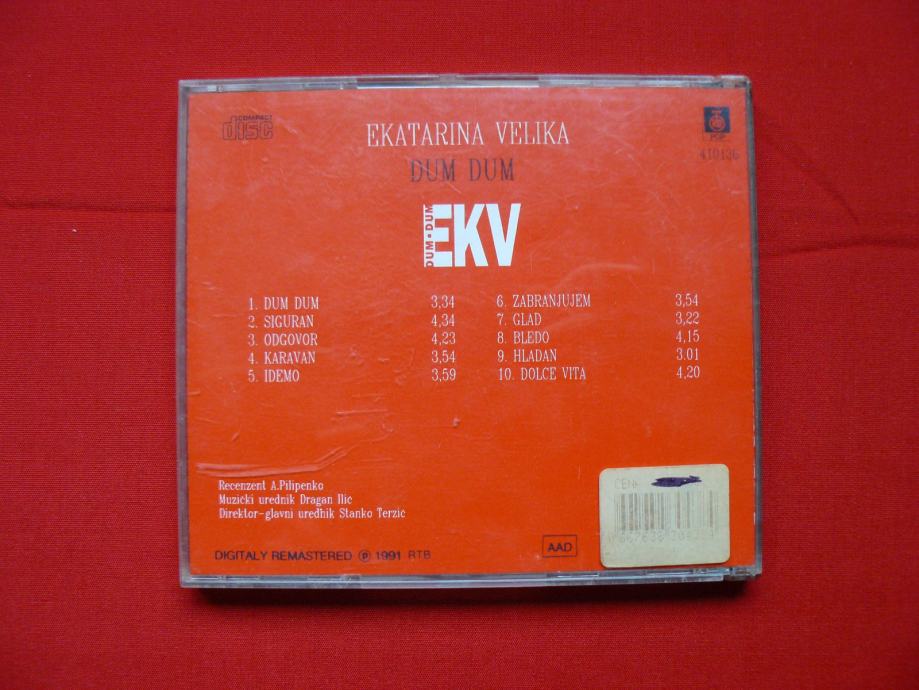 COMPACT
disc
EKATARINA VELIKA
PGP
DUM DUM
410136
DUM DUM
EKV
1. DUM DUM 3,34
2. SIGURAN 4,34
3. ODGOVOR 4,23
4. KARAVAN 3,54
5. IDEMO 3,59
6. ZABRANJUJEM 3,54
7. GLAD 3,22
8. BLEDO 4,15
9. HLADAN 3.01
10. DOLCE VITA 4,20
Recenzent A.Pilipenko
Muzićki urednik Dragan Ilic
Direktor-glavni urednik Stanko Terzić
CENA
DIGITALY REMASTERED Ⓟ 1991 RTB
AAD